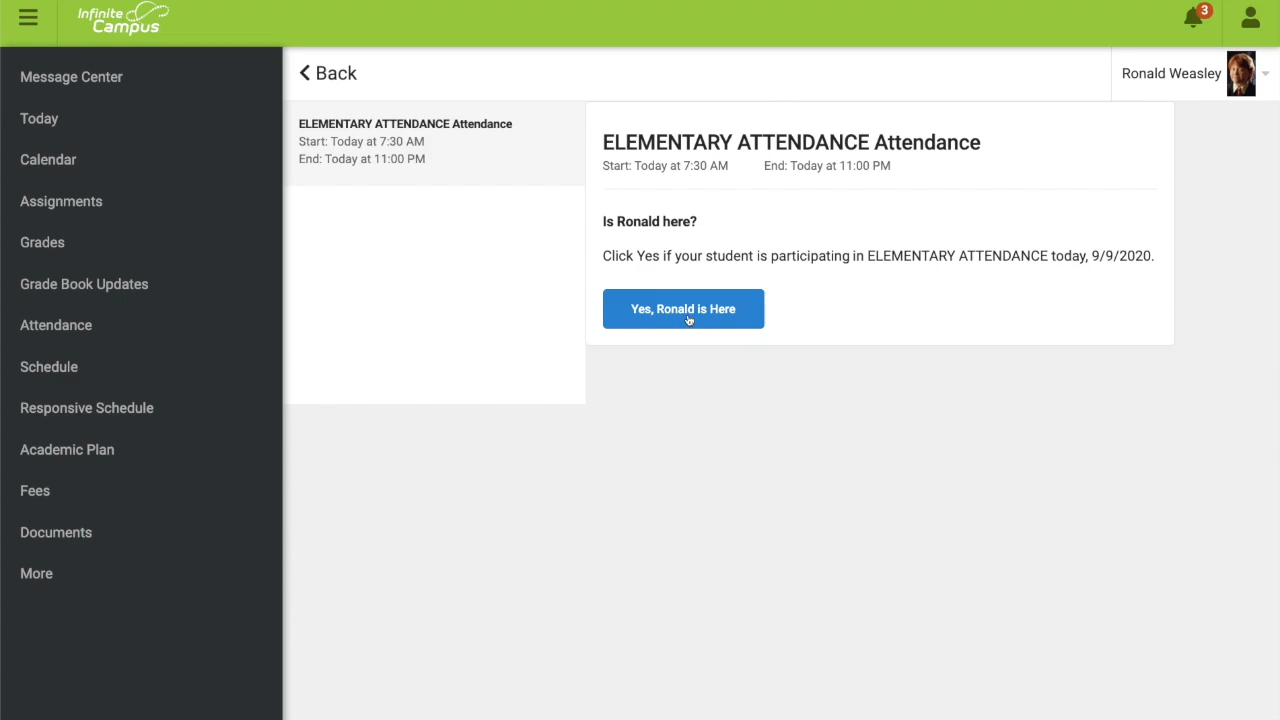 Infinite
Campus
3
Message Center
Today
Calendar
Assignments
Grades
Grade Book Updates
Attendance
Schedule
Responsive Schedule
Academic Plan
Fees
Documents
More
Back
Ronald Weasley
ELEMENTARY ATTENDANCE Attendance
Start: Today at 7:30 AM
End: Today at 11:00 PM
ELEMENTARY ATTENDANCE Attendance
Start: Today at 7:30 AM End: Today at 11:00 PM
Is Ronald here?
Click Yes if your student is participating in ELEMENTARY ATTENDANCE today, 9/9/2020.
Yes, Ronald is Here